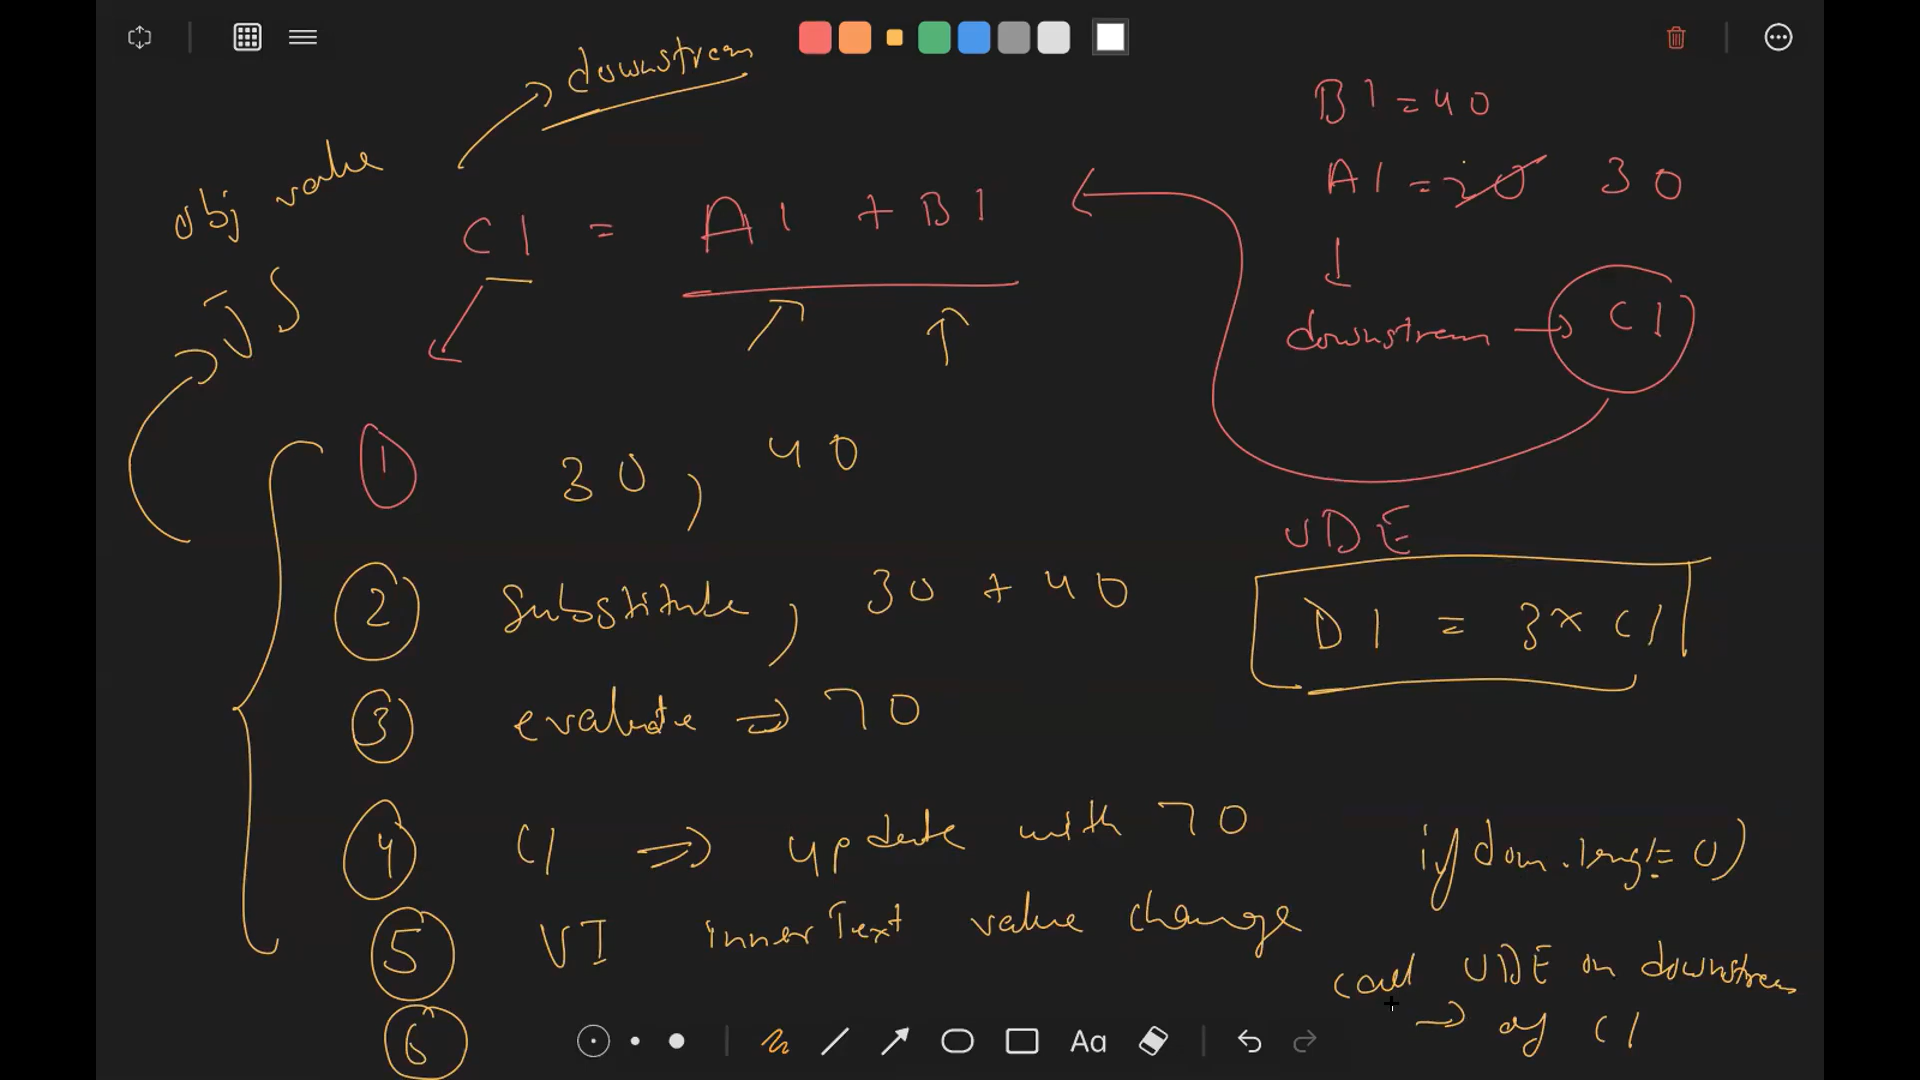 downstream
obj value
JS
C1 = A1 + B1
B1 = 40
A1 = 20 30
downstream → C1
① 30, 40
② Substitute, 30 + 40
③ evaluate ⇒ 70
④ C1 ⇒ update with 70
⑤ UI innerText value change
⑥
UDE
D1 = 3 * C1
if dow.leng != 0)
call UDE on downstream
→ of C1
Aa